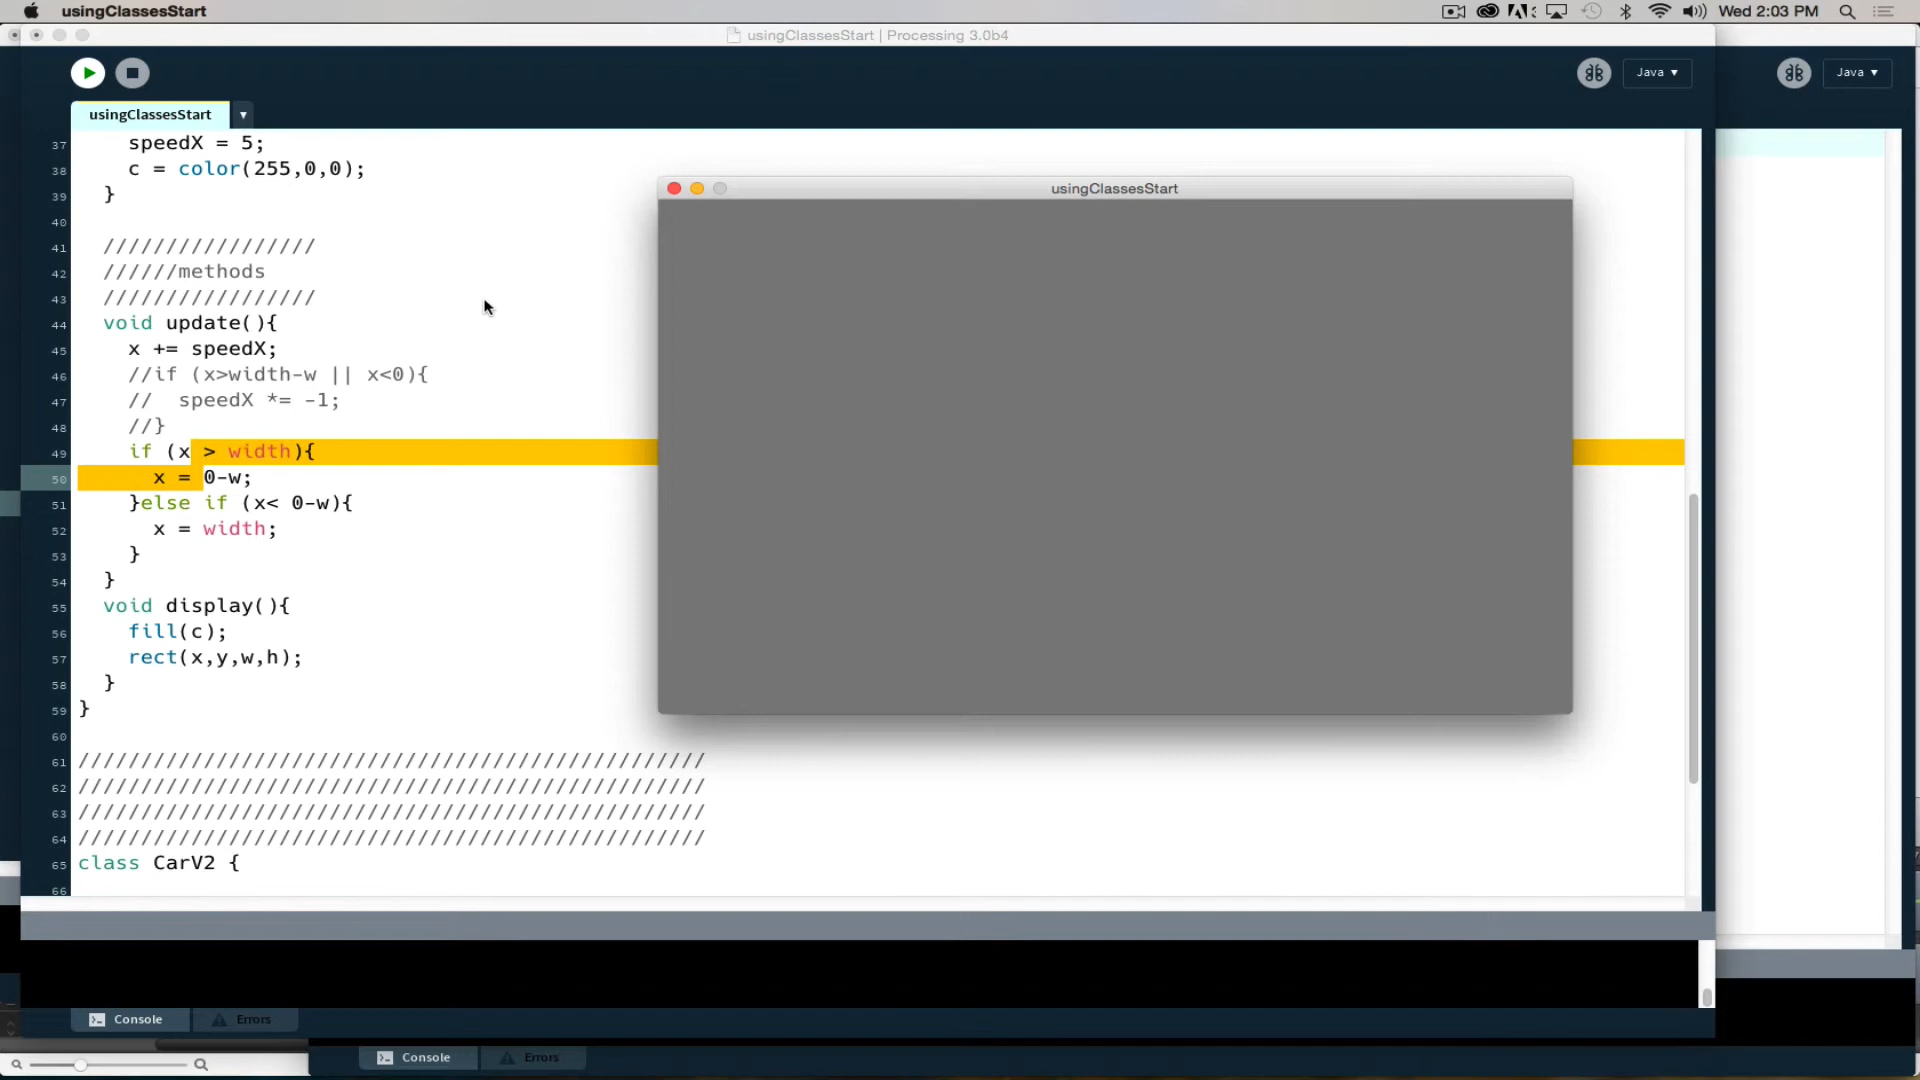 usingClassesStart
Wed 2:03 PM
usingClassesStart | Processing 3.0b4
Java ▾
Java ▾
usingClassesStart
37 speedX = 5;
38 c = color(255,0,0);
39 }
40
41 /////////////////
42 //////methods
43 /////////////////
44 void update(){
45 x += speedX;
46 //if (x>width-w || x<0){
47 // speedX *= -1;
48 //}
49 if (x > width){
50 x = 0-w;
51 }else if (x< 0-w){
52 x = width;
53 }
54 }
55 void display(){
56 fill(c);
57 rect(x,y,w,h);
58 }
59 }
60
61 //////////////////////////////////////////////////
62 //////////////////////////////////////////////////
63 //////////////////////////////////////////////////
64 //////////////////////////////////////////////////
65 class CarV2 {
66
usingClassesStart
Console
Errors
Console
Errors